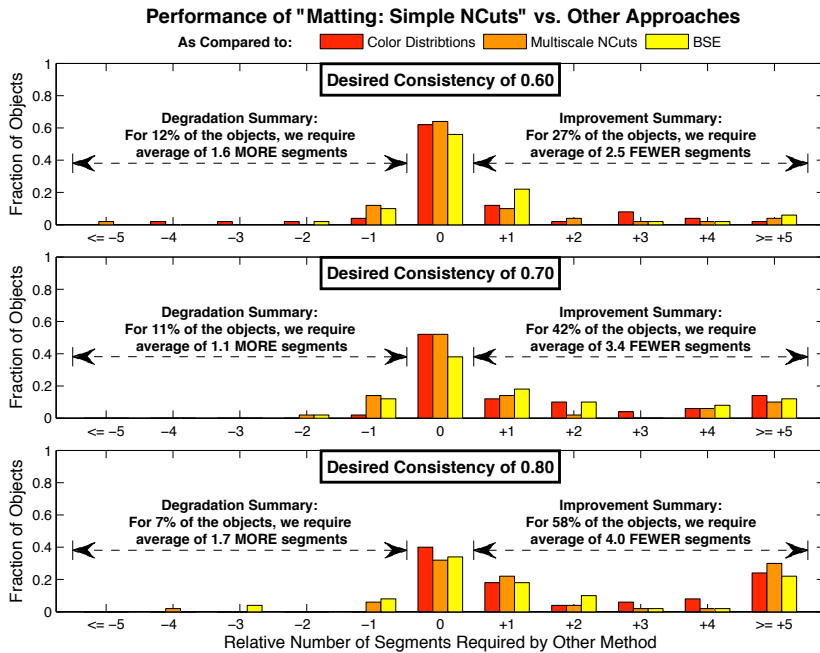 Performance of "Matting: Simple NCuts" vs. Other Approaches
As Compared to: Color Distribtions Multiscale NCuts BSE
Desired Consistency of 0.60
Degradation Summary:
For 12% of the objects, we require
average of 1.6 MORE segments
Improvement Summary:
For 27% of the objects, we require
average of 2.5 FEWER segments
Fraction of Objects
1
0.8
0.6
0.4
0.2
0
<= −5 −4 −3 −2 −1 0 +1 +2 +3 +4 >= +5
Desired Consistency of 0.70
Degradation Summary:
For 11% of the objects, we require
average of 1.1 MORE segments
Improvement Summary:
For 42% of the objects, we require
average of 3.4 FEWER segments
Fraction of Objects
1
0.8
0.6
0.4
0.2
0
<= −5 −4 −3 −2 −1 0 +1 +2 +3 +4 >= +5
Desired Consistency of 0.80
Degradation Summary:
For 7% of the objects, we require
average of 1.7 MORE segments
Improvement Summary:
For 58% of the objects, we require
average of 4.0 FEWER segments
Fraction of Objects
1
0.8
0.6
0.4
0.2
0
<= −5 −4 −3 −2 −1 0 +1 +2 +3 +4 >= +5
Relative Number of Segments Required by Other Method